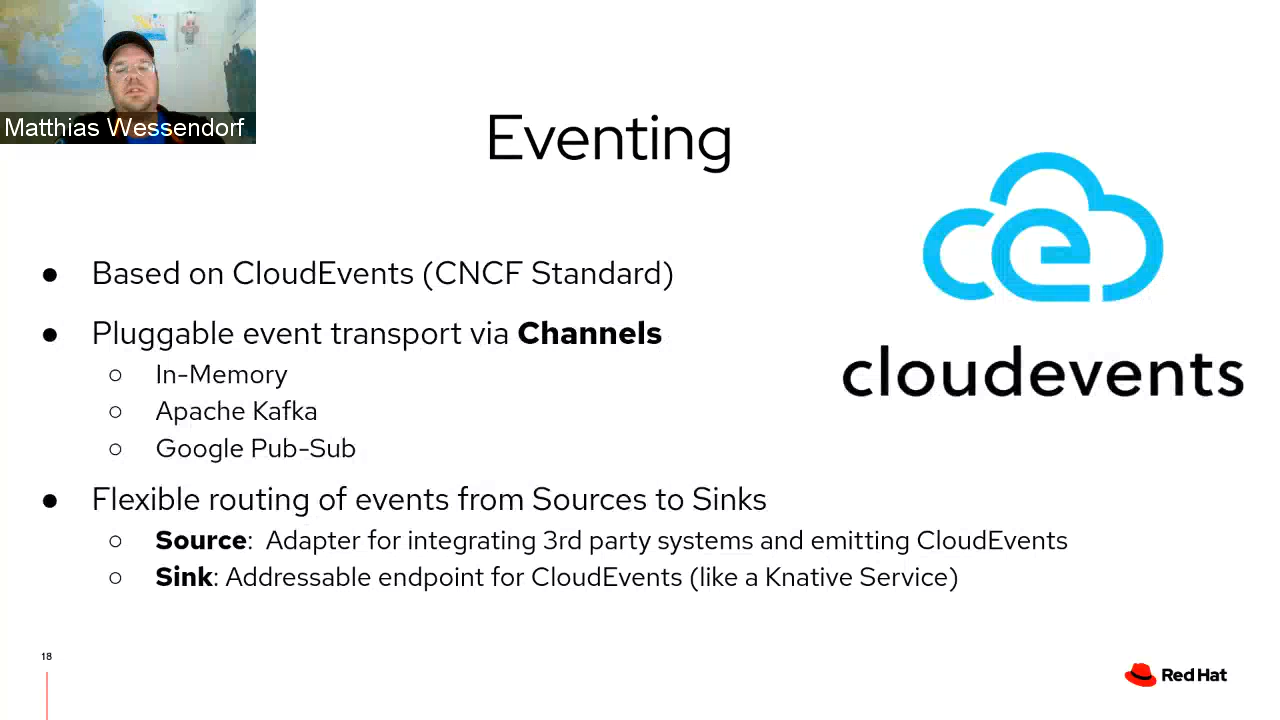 Matthias Wessendorf
Eventing
● Based on CloudEvents (CNCF Standard)
● Pluggable event transport via Channels
○ In-Memory
○ Apache Kafka
○ Google Pub-Sub
● Flexible routing of events from Sources to Sinks
○ Source: Adapter for integrating 3rd party systems and emitting CloudEvents
○ Sink: Addressable endpoint for CloudEvents (like a Knative Service)
cloudevents
18
Red Hat